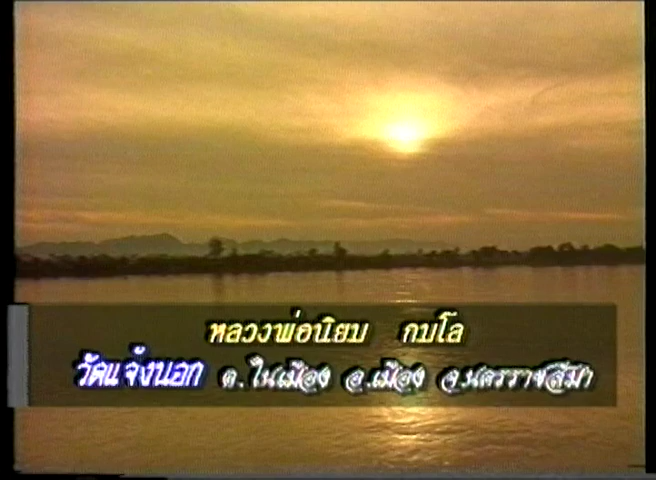 หลวงพ่อนิยม กบโล
วัดแจ้งนอก ต.ในเมือง อ.เมือง จ.นครราชสีมา